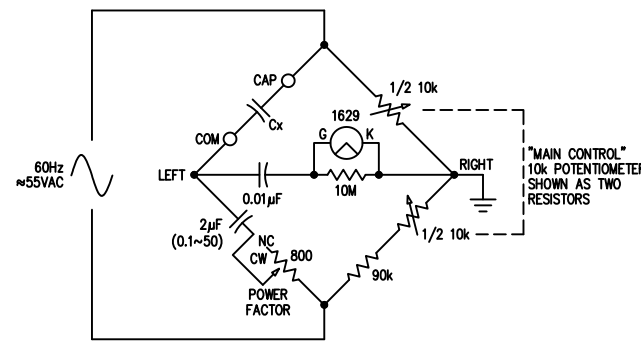 CAP
1/2 10k
1629
Cx
G
K
COM
"MAIN CONTROL"
10k POTENTIOMETER
SHOWN AS TWO
RESISTORS
60Hz
≈55VAC
LEFT
RIGHT
0.01µF
10M
2µF
(0.1~50)
NC
CW
800
1/2 10k
90k
POWER
FACTOR